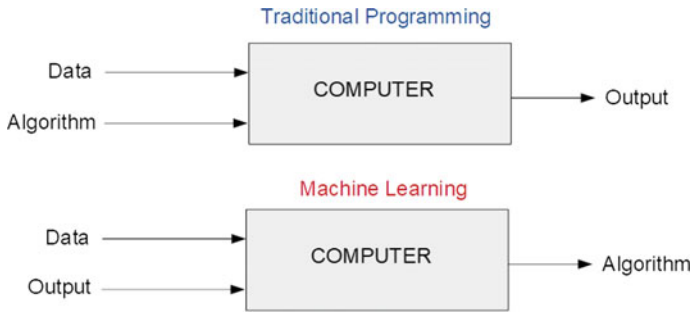 Traditional Programming
Data
COMPUTER
Algorithm
Output
Machine Learning
Data
COMPUTER
Output
Algorithm